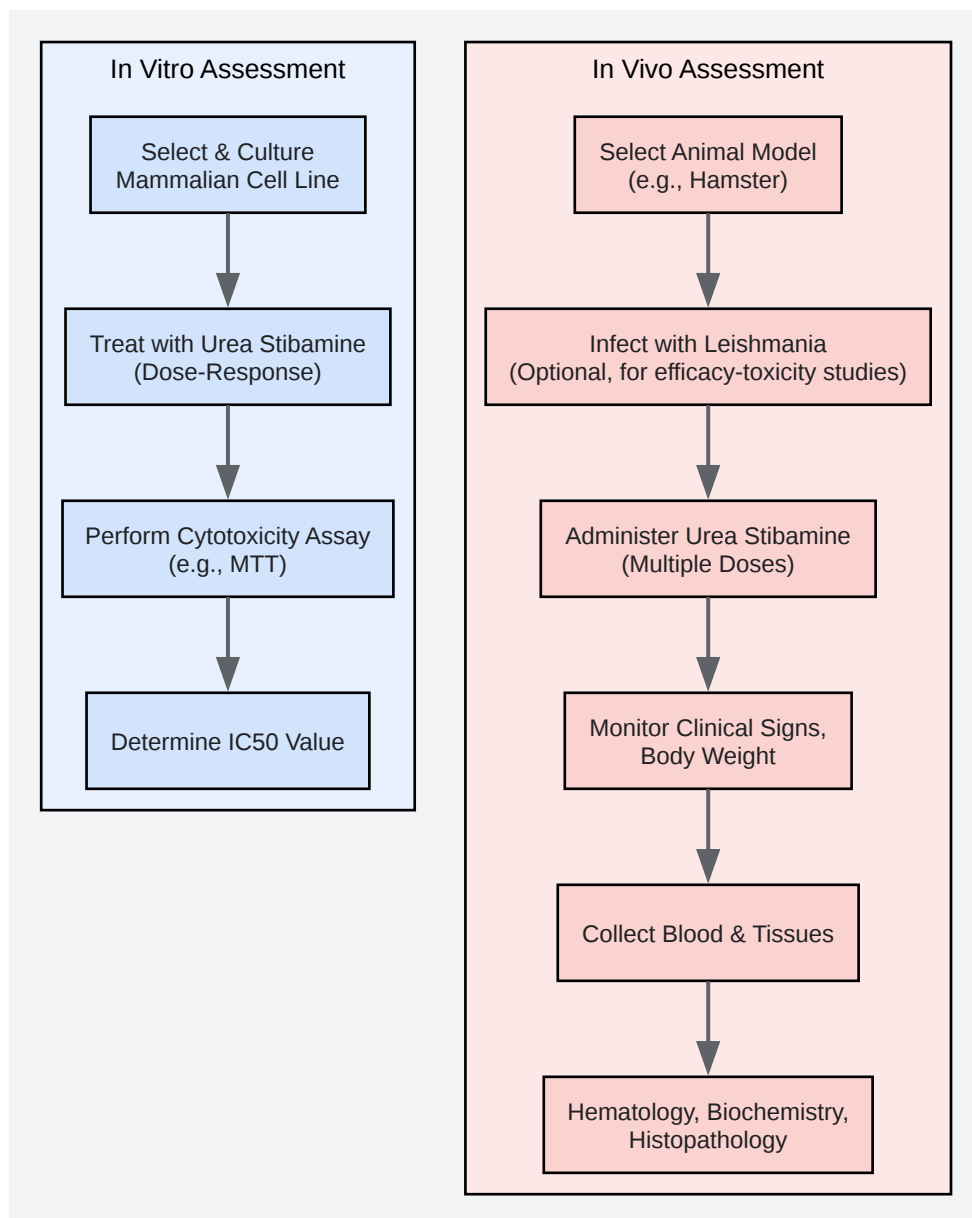 In Vitro Assessment
Select & Culture
Mammalian Cell Line
Treat with Urea Stibamine
(Dose-Response)
Perform Cytotoxicity Assay
(e.g., MTT)
Determine IC50 Value
In Vivo Assessment
Select Animal Model
(e.g., Hamster)
Infect with Leishmania
(Optional, for efficacy-toxicity studies)
Administer Urea Stibamine
(Multiple Doses)
Monitor Clinical Signs,
Body Weight
Collect Blood & Tissues
Hematology, Biochemistry,
Histopathology